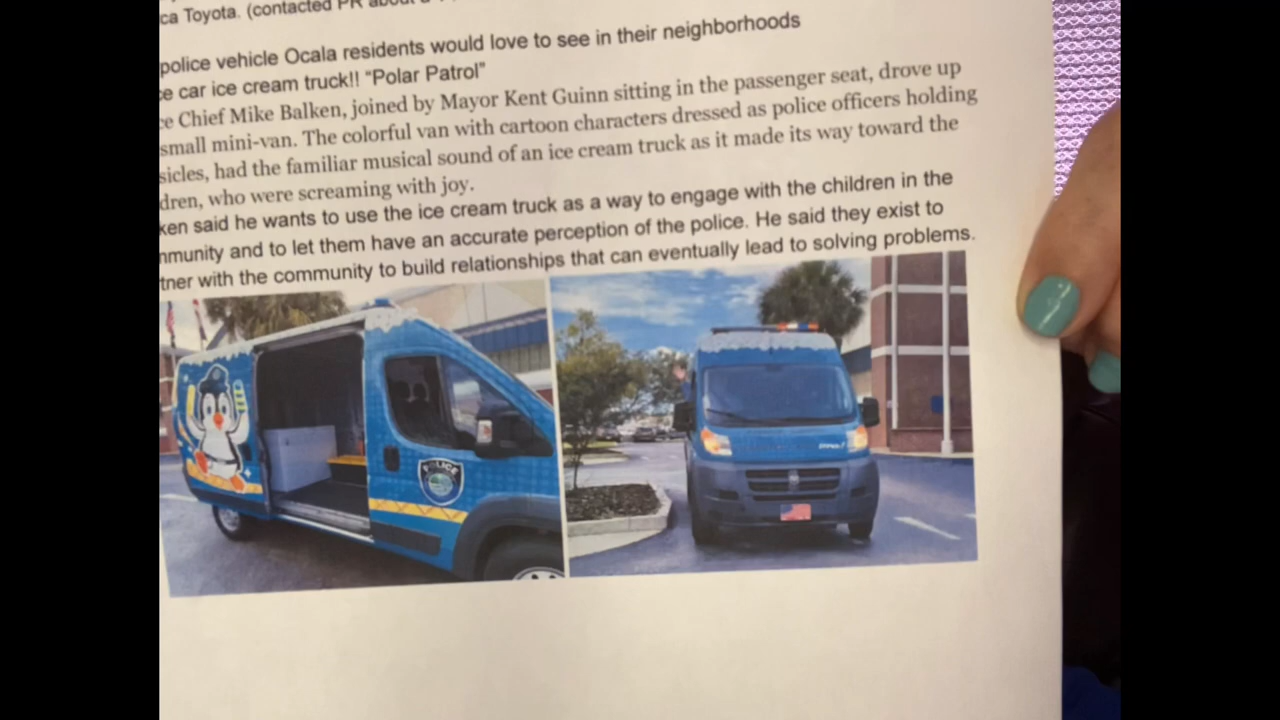 ca Toyota. (contacted PR about a
police vehicle Ocala residents would love to see in their neighborhoods
e car ice cream truck!! “Polar Patrol”
ce Chief Mike Balken, joined by Mayor Kent Guinn sitting in the passenger seat, drove up
small mini-van. The colorful van with cartoon characters dressed as police officers holding
sicles, had the familiar musical sound of an ice cream truck as it made its way toward the
dren, who were screaming with joy.
ken said he wants to use the ice cream truck as a way to engage with the children in the
nmunity and to let them have an accurate perception of the police. He said they exist to
tner with the community to build relationships that can eventually lead to solving problems.
POLICE